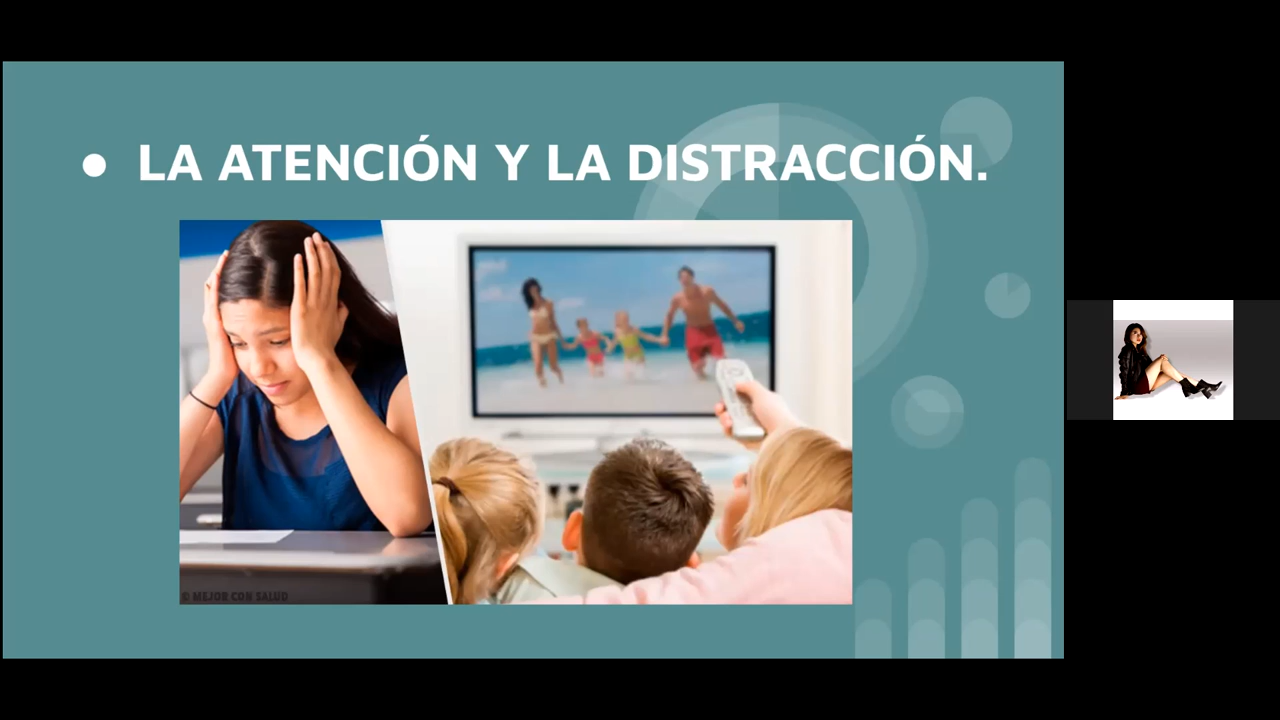 ● LA ATENCIÓN Y LA DISTRACCIÓN.
© MEJOR CON SALUD